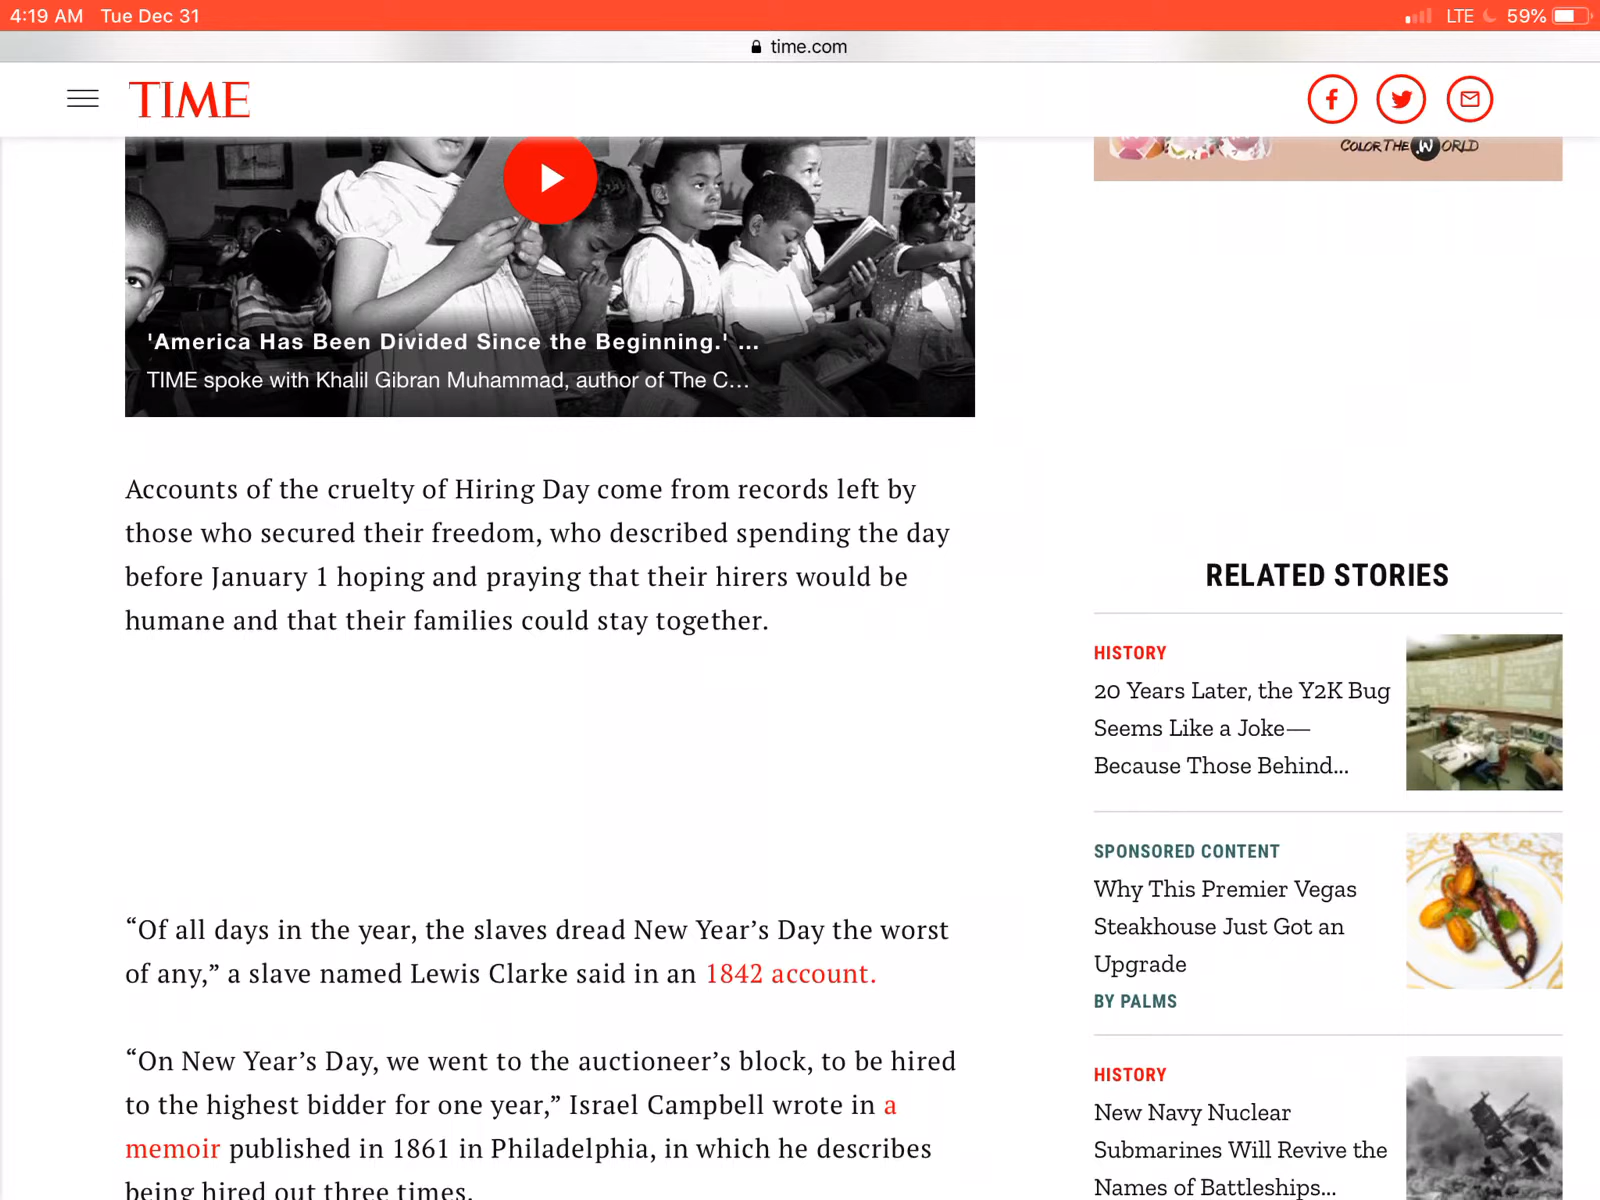 4:19 AM Tue Dec 31
LTE 59%
time.com
TIME
COLOR THE .W ORLD
'America Has Been Divided Since the Beginning.' ...
TIME spoke with Khalil Gibran Muhammad, author of The C...
Accounts of the cruelty of Hiring Day come from records left by
those who secured their freedom, who described spending the day
before January 1 hoping and praying that their hirers would be
humane and that their families could stay together.
“Of all days in the year, the slaves dread New Year’s Day the worst
of any,” a slave named Lewis Clarke said in an 1842 account.
“On New Year’s Day, we went to the auctioneer’s block, to be hired
to the highest bidder for one year,” Israel Campbell wrote in a
memoir published in 1861 in Philadelphia, in which he describes
being hired out three times.
RELATED STORIES
HISTORY
20 Years Later, the Y2K Bug
Seems Like a Joke—
Because Those Behind...
SPONSORED CONTENT
Why This Premier Vegas
Steakhouse Just Got an
Upgrade
BY PALMS
HISTORY
New Navy Nuclear
Submarines Will Revive the
Names of Battleships...